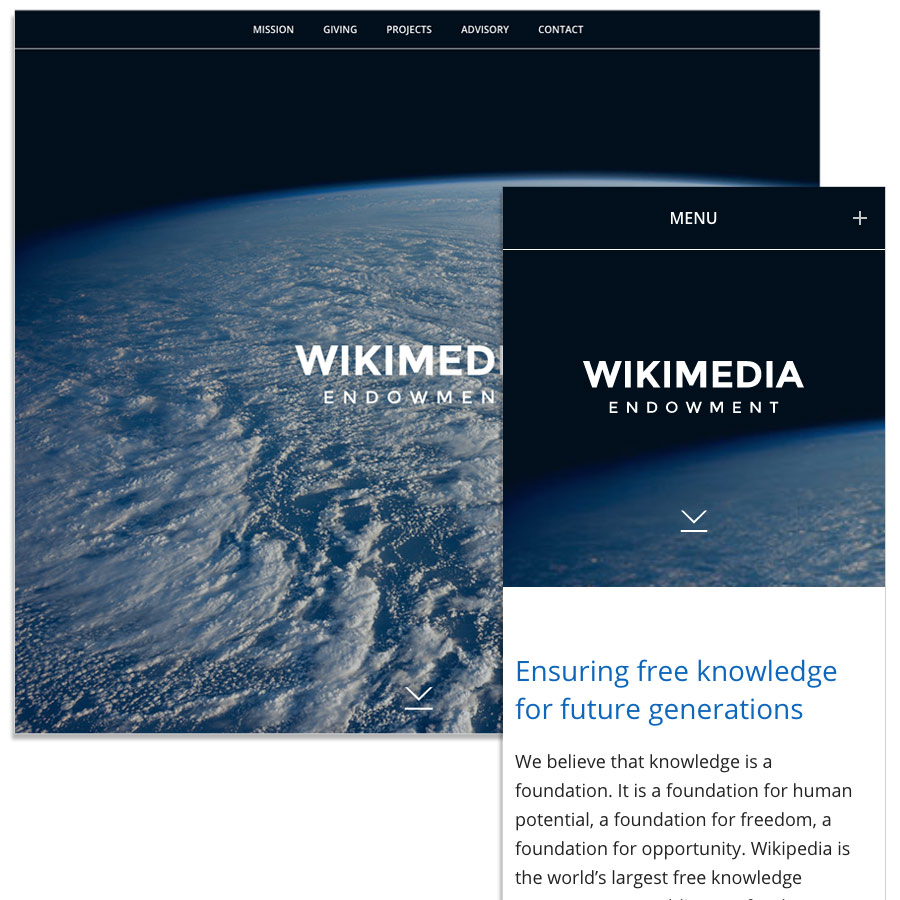 MISSION GIVING PROJECTS ADVISORY CONTACT
WIKIMED
ENDOWMEN
MENU +
WIKIMEDIA
ENDOWMENT
Ensuring free knowledge
for future generations
We believe that knowledge is a
foundation. It is a foundation for human
potential, a foundation for freedom, a
foundation for opportunity. Wikipedia is
the world’s largest free knowledge